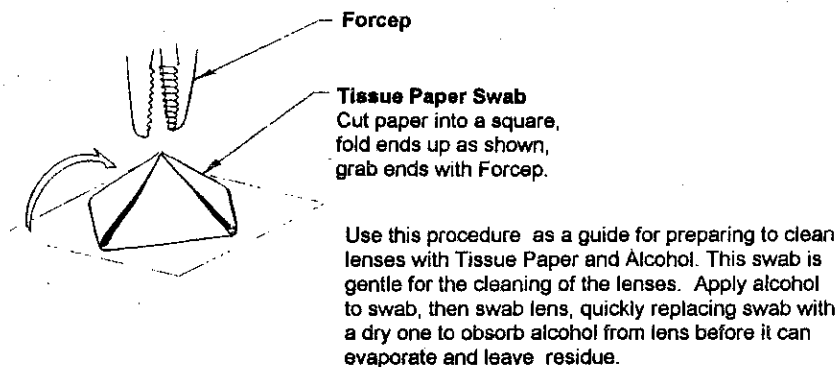 Forcep
Tissue Paper Swab
Cut paper into a square,
fold ends up as shown,
grab ends with Forcep.
Use this procedure as a guide for preparing to clean
lenses with Tissue Paper and Alcohol. This swab is
gentle for the cleaning of the lenses. Apply alcohol
to swab, then swab lens, quickly replacing swab with
a dry one to obsorb alcohol from lens before it can
evaporate and leave residue.